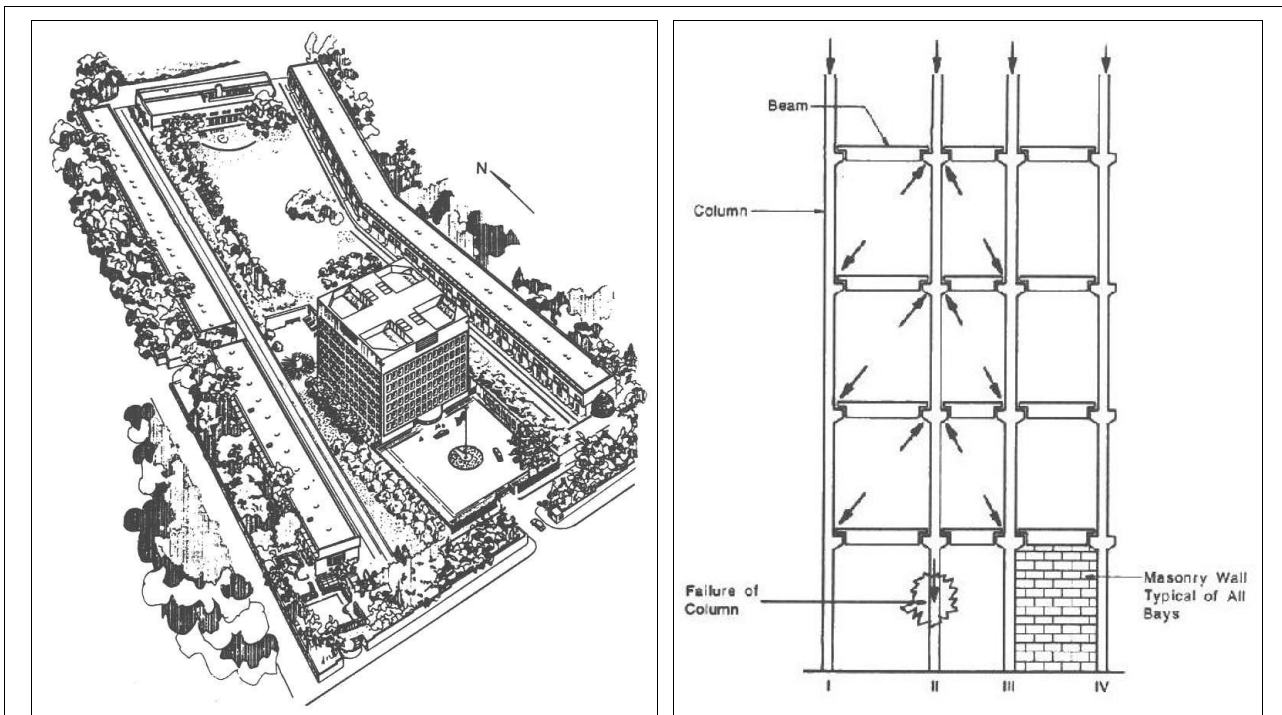 N
Beam
Column
Failure of
Column
Masonry Wall
Typical of All
Bays
I
II
III
IV